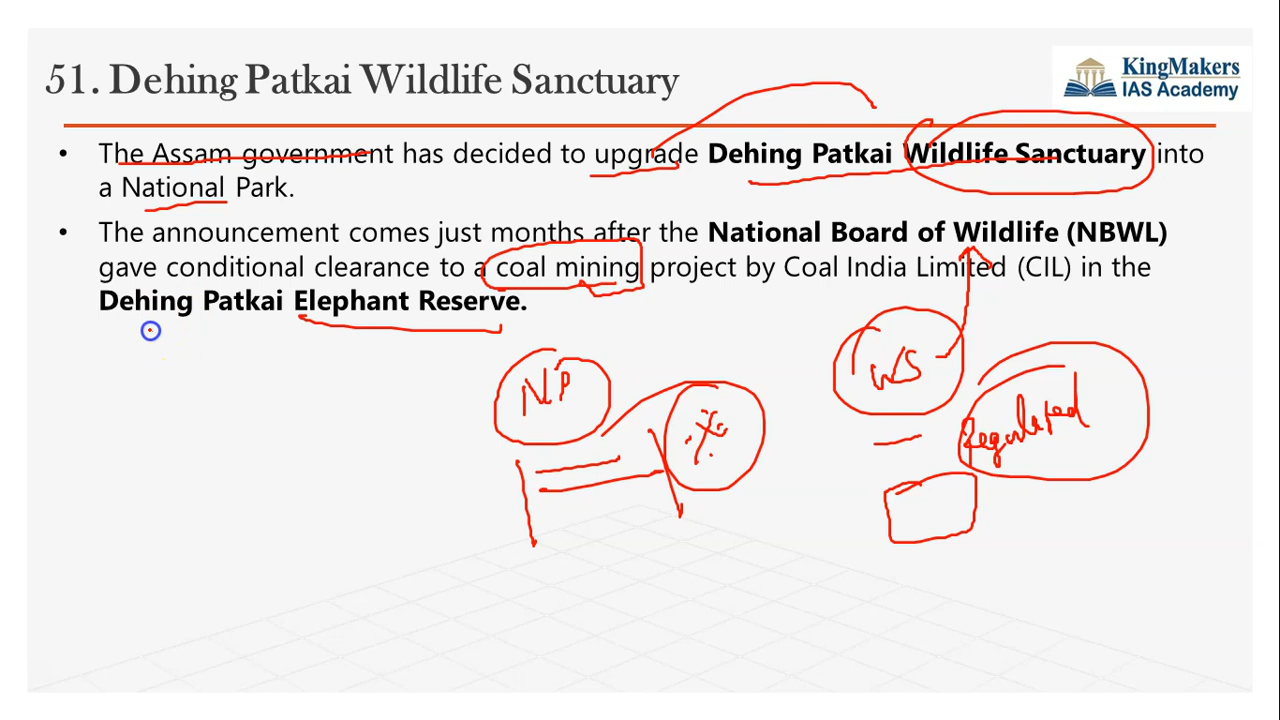 51. Dehing Patkai Wildlife Sanctuary
KingMakers
IAS Academy
• The Assam government has decided to upgrade Dehing Patkai Wildlife Sanctuary into
a National Park.
• The announcement comes just months after the National Board of Wildlife (NBWL)
gave conditional clearance to a coal mining project by Coal India Limited (CIL) in the
Dehing Patkai Elephant Reserve.
NP
WS
Regulated